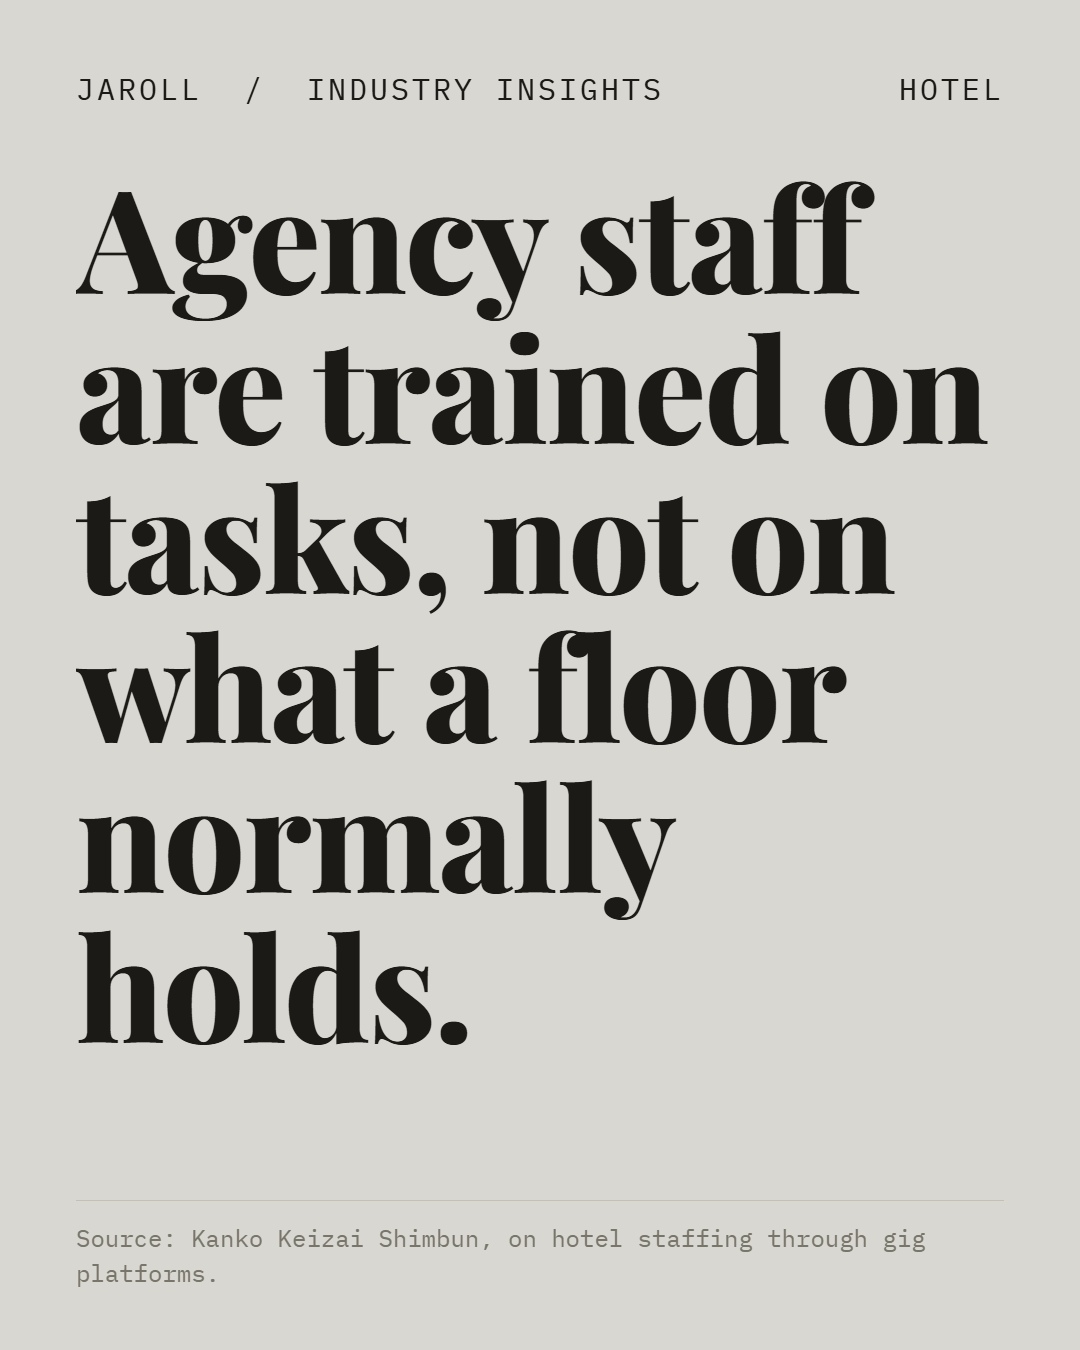 JAROLL / INDUSTRY INSIGHTS HOTEL
Agency staff
are trained on
tasks, not on
what a floor
normally
holds.
Source: Kanko Keizai Shimbun, on hotel staffing through gig
platforms.